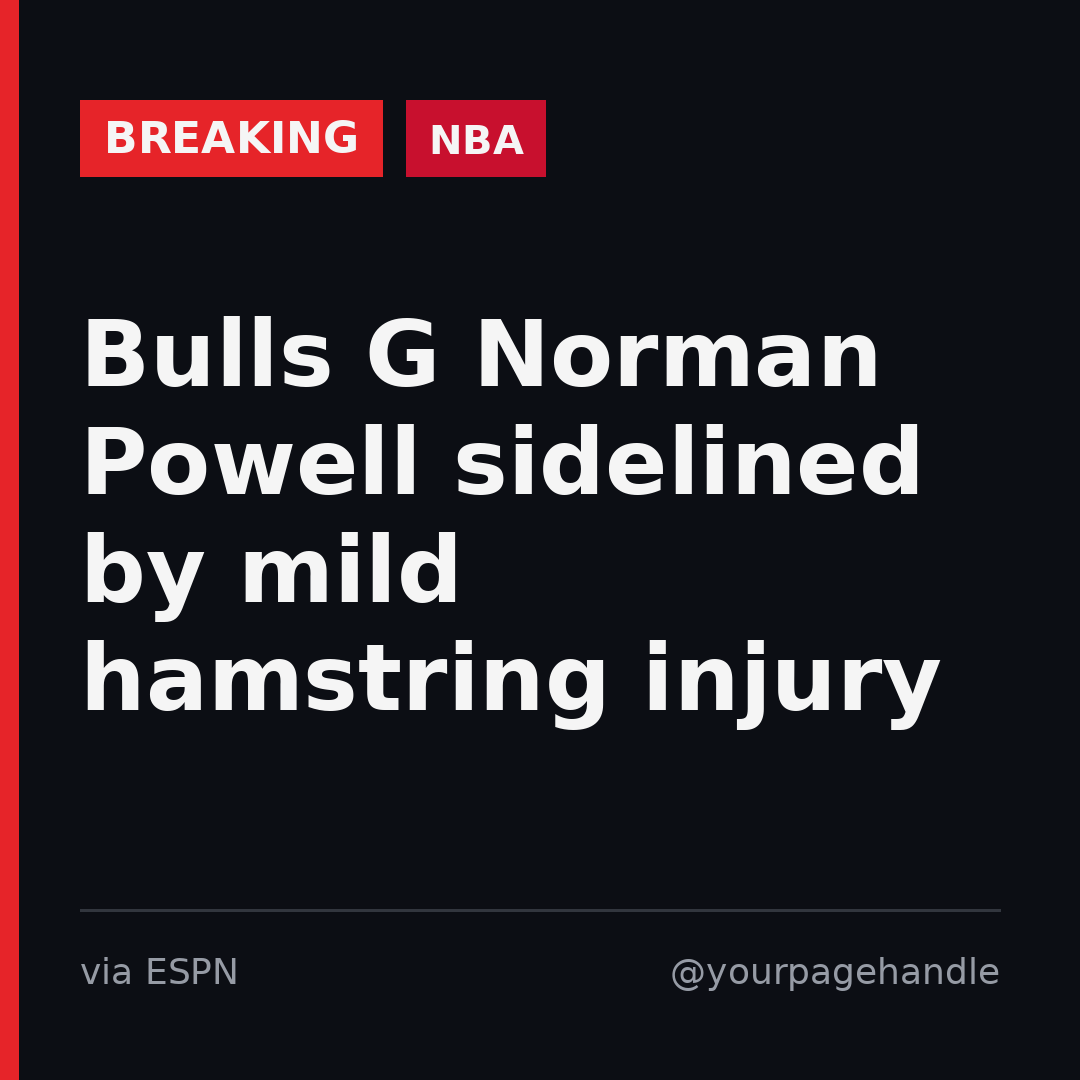 BREAKING NBA
Bulls G Norman
Powell sidelined
by mild
hamstring injury
via ESPN @yourpagehandle